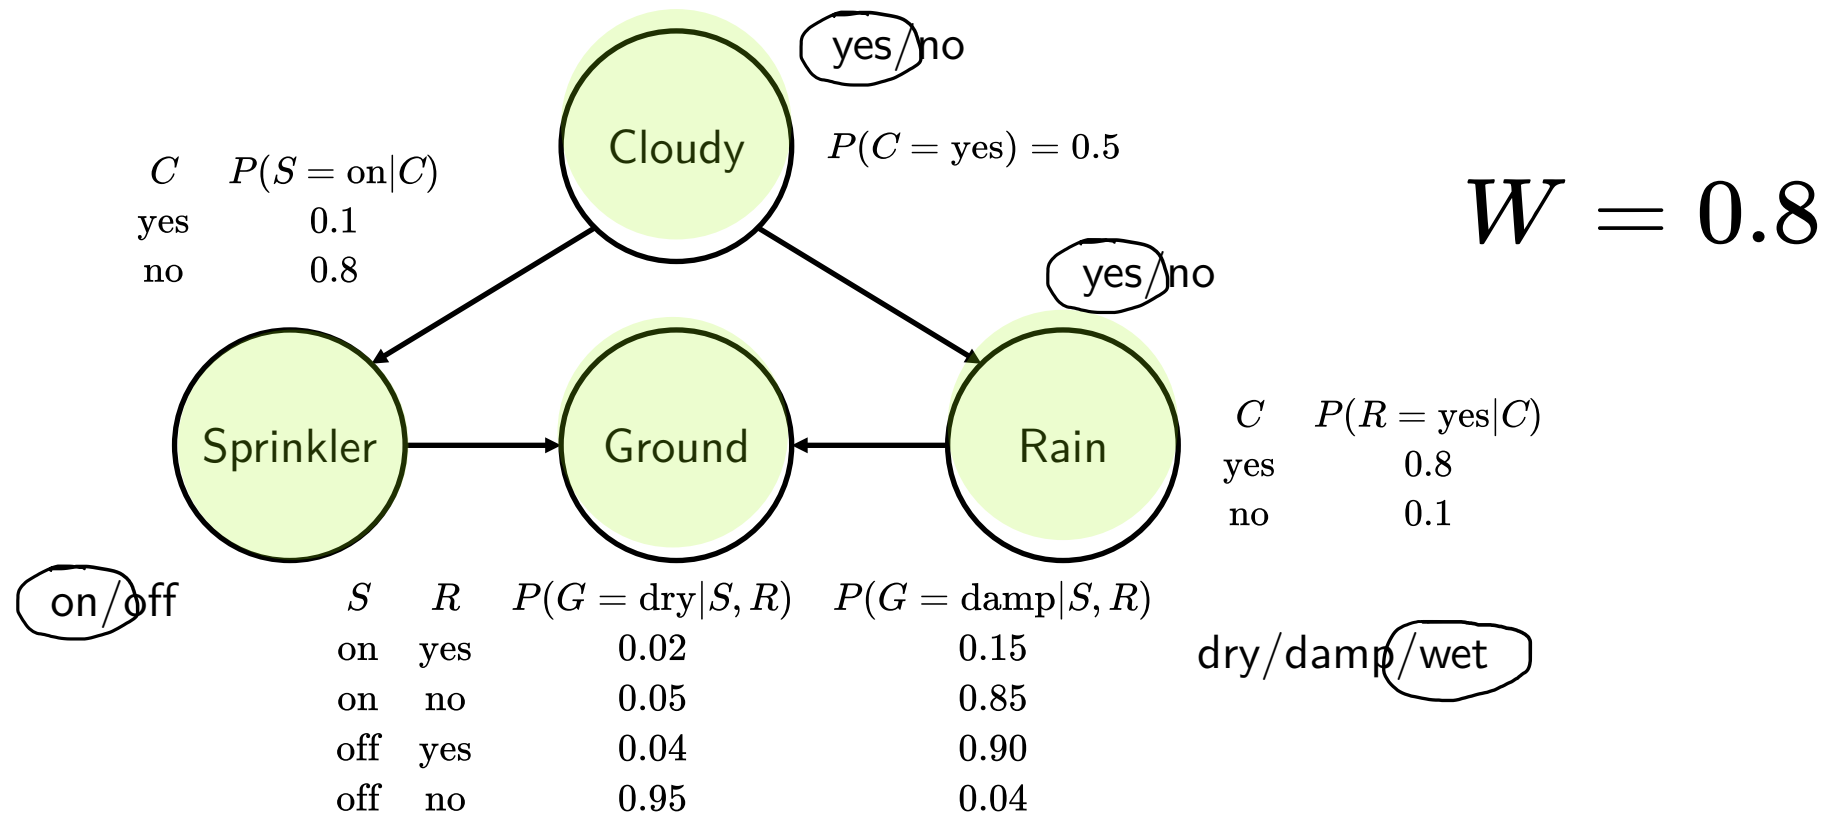 yes/no
Cloudy
P(C = yes) = 0.5
C P(S = on|C)
yes 0.1
no 0.8
W = 0.8
yes/no
Sprinkler
Ground
Rain
C P(R = yes|C)
yes 0.8
no 0.1
on/off
S R P(G = dry|S, R) P(G = damp|S, R)
on yes 0.02 0.15
on no 0.05 0.85
off yes 0.04 0.90
off no 0.95 0.04
dry/damp/wet